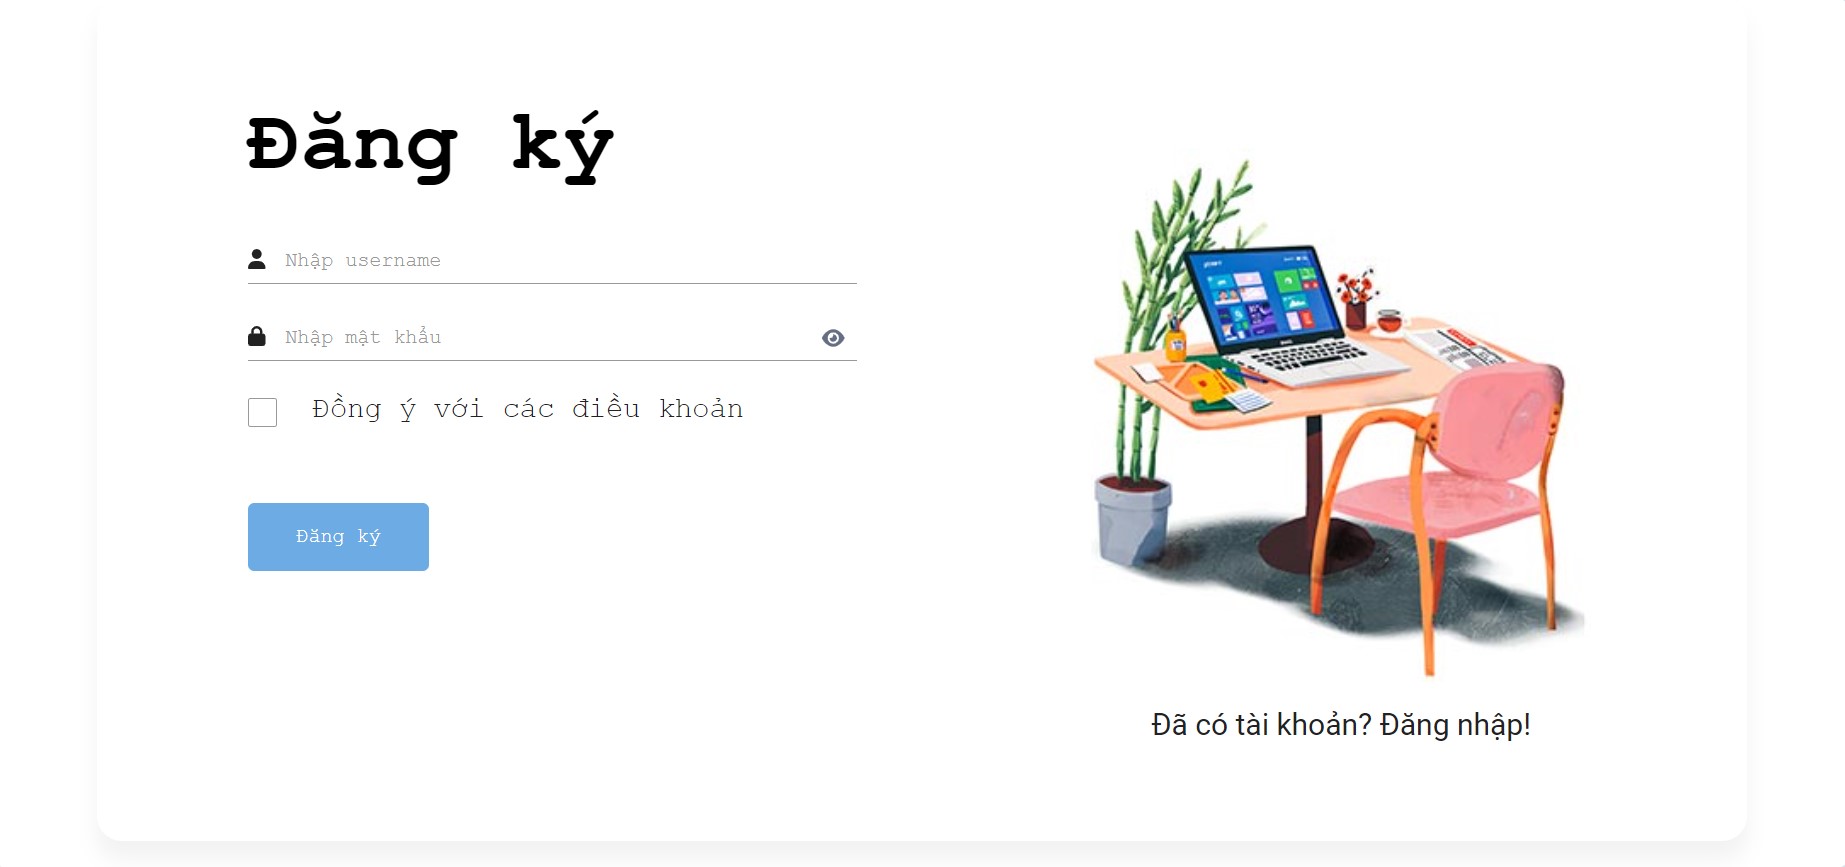 Đăng ký
Nhập username
Nhập mật khẩu
Đồng ý với các điều khoản
Đăng ký
Đã có tài khoản? Đăng nhập!